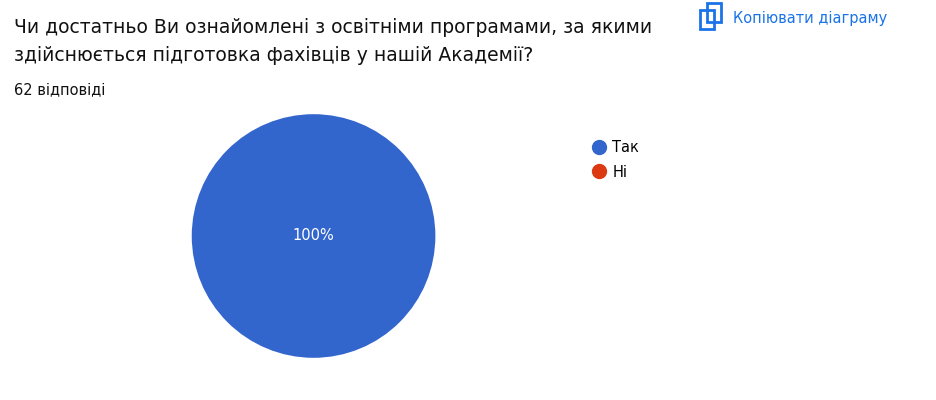 Чи достатньо Ви ознайомлені з освітніми програмами, за якими
здійснюється підготовка фахівців у нашій Академії?
Копіювати діаграму
62 відповіді
100%
Так
Ні